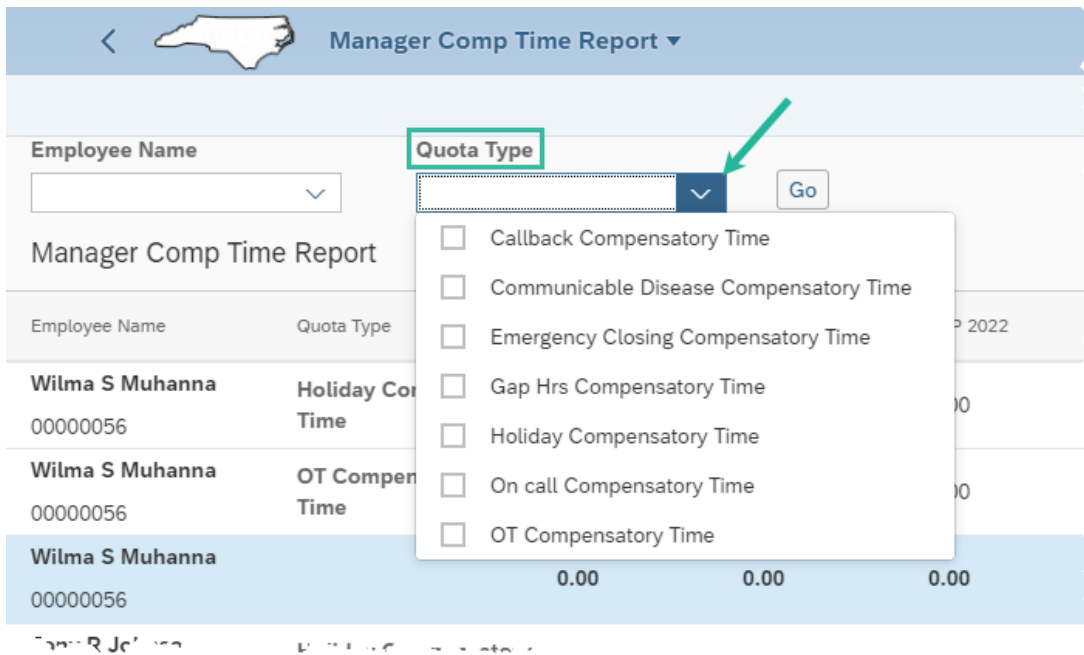 Manager Comp Time Report
Employee Name Quota Type
Go
Manager Comp Time Report
Callback Compensatory Time
Communicable Disease Compensatory Time
Emergency Closing Compensatory Time
Gap Hrs Compensatory Time
Holiday Compensatory Time
On call Compensatory Time
OT Compensatory Time
Employee Name Quota Type P 2022
Wilma S Muhanna
00000056
Holiday Co
Time
00
Wilma S Muhanna
00000056
OT Compen
Time
00
Wilma S Muhanna
00000056
0.00 0.00 0.00